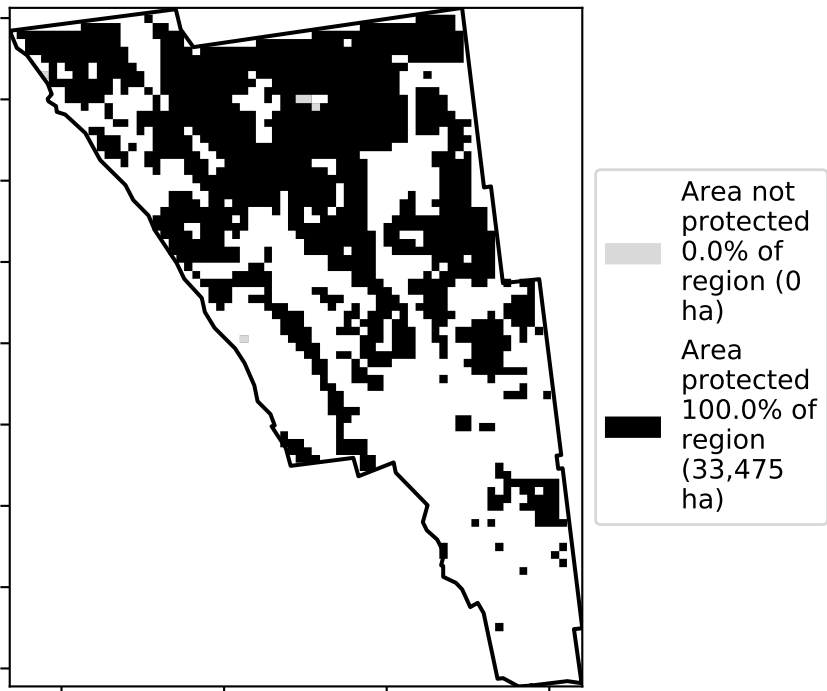 Area not
protected
0.0% of
region (0
ha)
Area
protected
100.0% of
region
(33,475
ha)